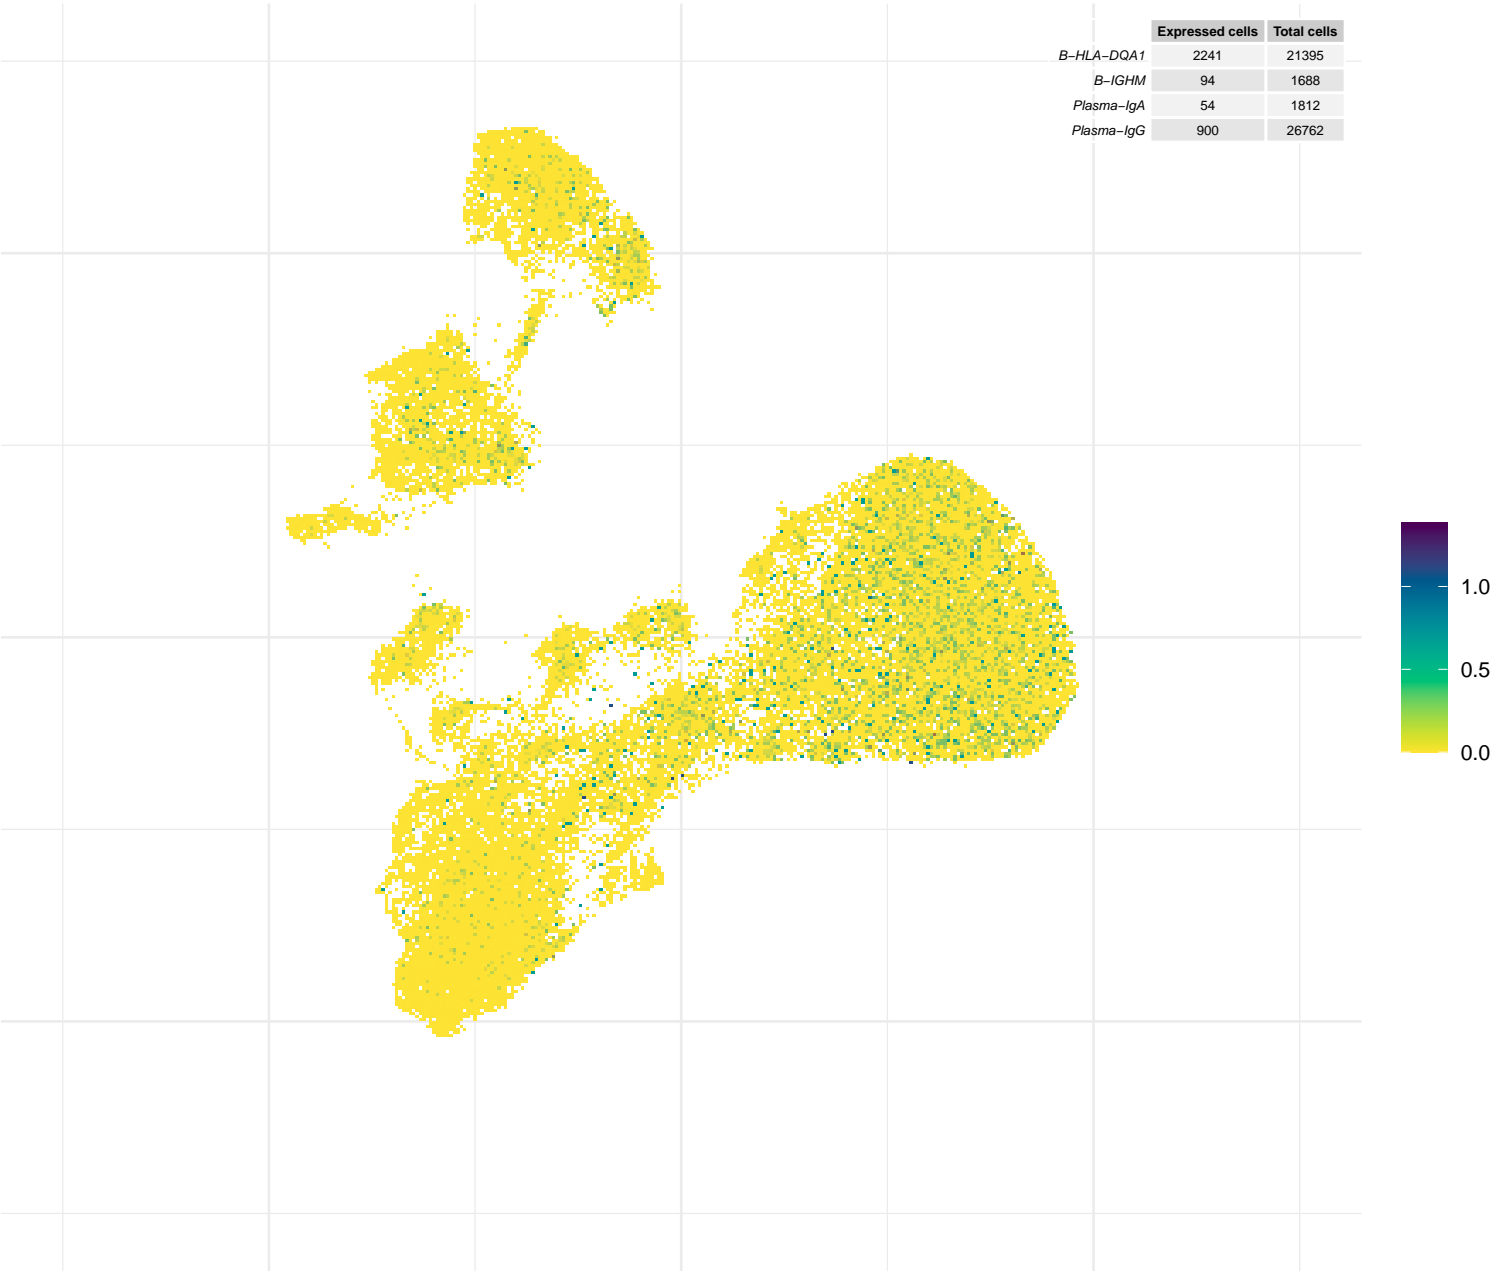 Expressed cells Total cells
B−HLA−DQA1 2241 21395
B−IGHM 94 1688
Plasma−IgA 54 1812
Plasma−IgG 900 26762
1.0
0.5
0.0